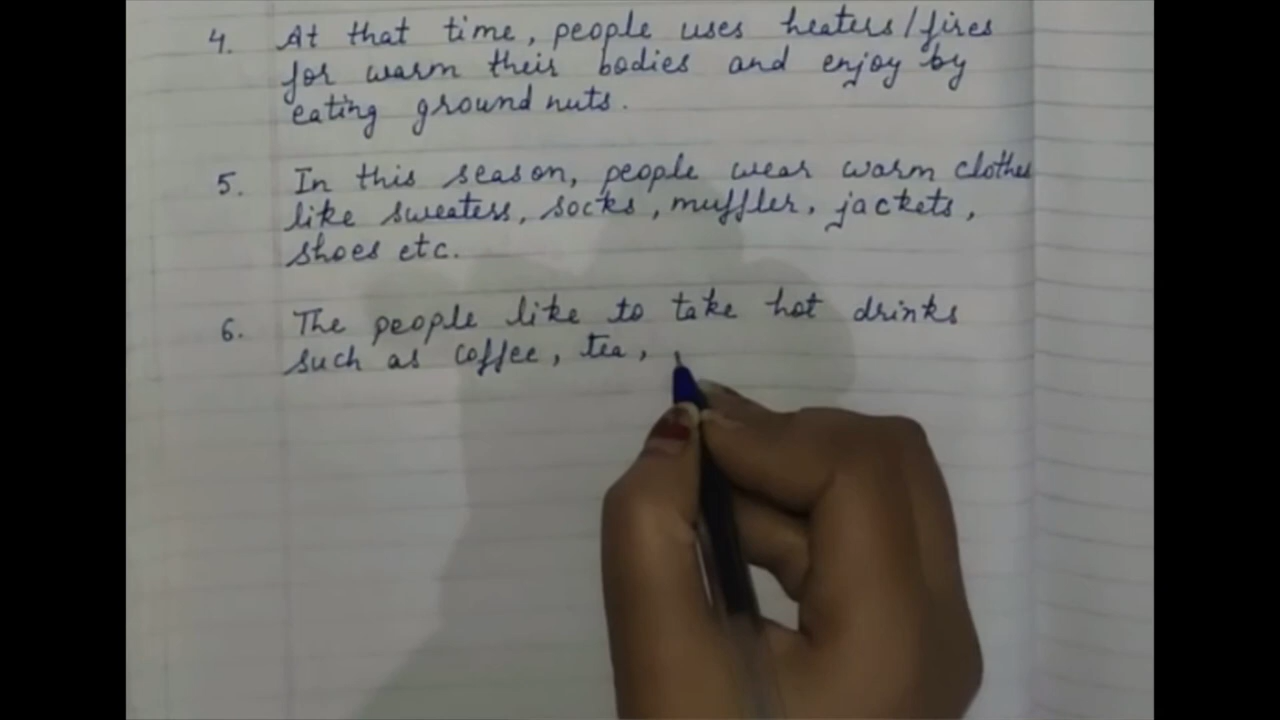 4. At that time, people uses heaters/fires
for warm their bodies and enjoy by
eating ground nuts.
5. In this season, people wear warm clothes
like sweaters, socks, muffler, jackets,
shoes etc.
6. The people like to take hot drinks
such as coffee, tea,